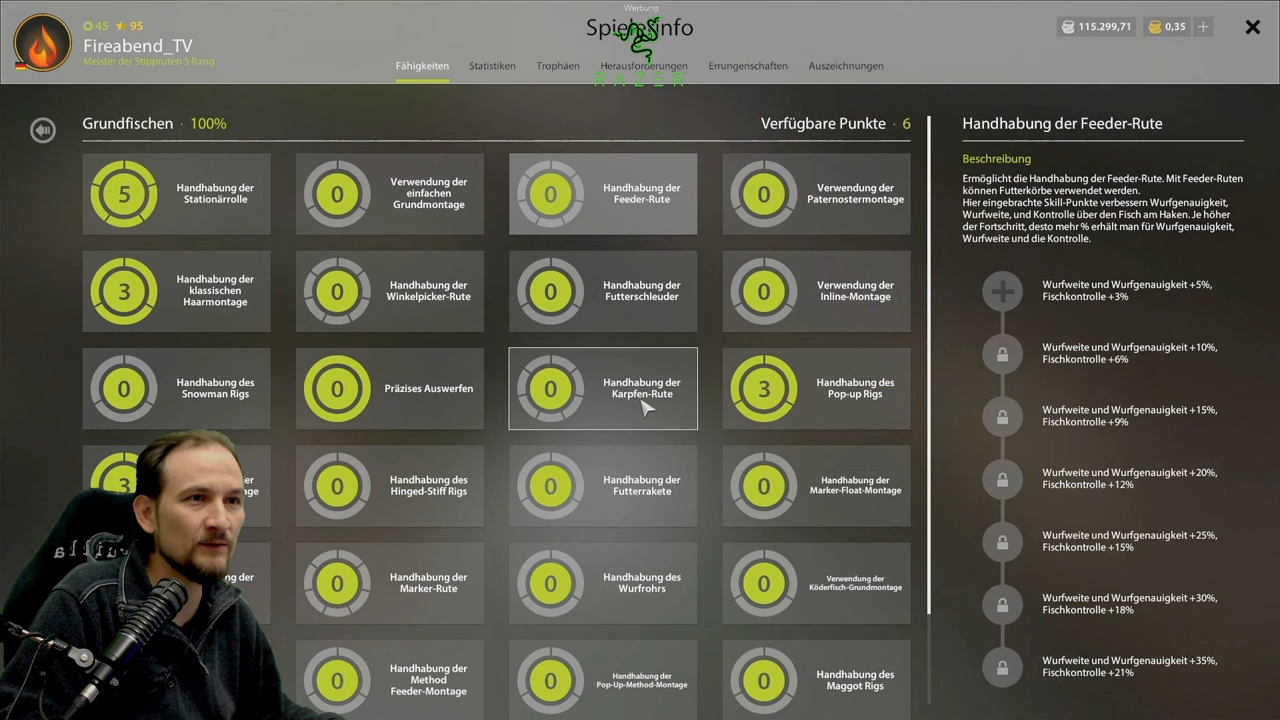 Werbung
45 95
Fireabend_TV
Meister der Stippruten 5 Rang
Spielerinfo
RAZER
115.299,71
0,35
Fähigkeiten
Statistiken
Trophäen
Herausforderungen
Errungenschaften
Auszeichnungen
Grundfischen · 100%
Verfügbare Punkte · 6
5
Handhabung der
Stationärrolle
0
Verwendung der
einfachen
Grundmontage
0
Handhabung der
Feeder-Rute
0
Verwendung der
Paternostermontage
3
Handhabung der
klassischen
Haarmontage
0
Handhabung der
Winkelpicker-Rute
0
Handhabung der
Futterschleuder
0
Verwendung der
Inline-Montage
0
Handhabung des
Snowman Rigs
0
Präzises Auswerfen
0
Handhabung der
Karpfen-Rute
3
Handhabung des
Pop-up Rigs
3
0
Handhabung des
Hinged-Stiff Rigs
0
Handhabung der
Futterrakete
0
Handhabung der
Marker-Float-Montage
0
Handhabung der
Marker-Rute
0
Handhabung des
Wurfrohrs
0
Verwendung der
Köderfisch-Grundmontage
0
Handhabung der
Method
Feeder-Montage
0
Handhabung der
Pop-Up-Method-Montage
0
Handhabung des
Maggot Rigs
Handhabung der Feeder-Rute
Beschreibung
Ermöglicht die Handhabung der Feeder-Rute. Mit Feeder-Ruten
können Futterkörbe verwendet werden.
Hier eingebrachte Skill-Punkte verbessern Wurfgenauigkeit,
Wurfweite, und Kontrolle über den Fisch am Haken. Je höher
der Fortschritt, desto mehr % erhält man für Wurfgenauigkeit,
Wurfweite und die Kontrolle.
Wurfweite und Wurfgenauigkeit +5%,
Fischkontrolle +3%
Wurfweite und Wurfgenauigkeit +10%,
Fischkontrolle +6%
Wurfweite und Wurfgenauigkeit +15%,
Fischkontrolle +9%
Wurfweite und Wurfgenauigkeit +20%,
Fischkontrolle +12%
Wurfweite und Wurfgenauigkeit +25%,
Fischkontrolle +15%
Wurfweite und Wurfgenauigkeit +30%,
Fischkontrolle +18%
Wurfweite und Wurfgenauigkeit +35%,
Fischkontrolle +21%